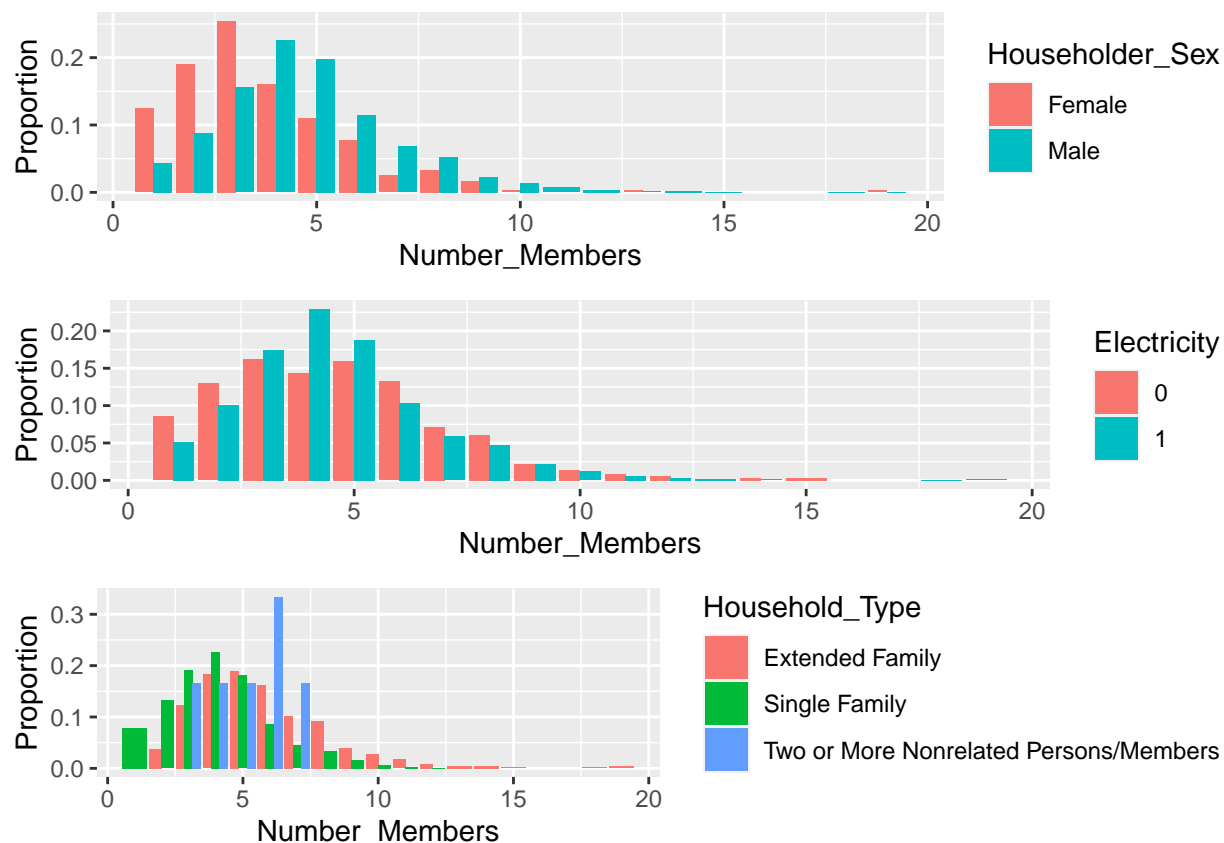 Proportion
0.2
0.1
0.0
0 5 10 15 20
Number_Members
Householder_Sex
Female
Male
Proportion
0.20
0.15
0.10
0.05
0.00
0 5 10 15 20
Number_Members
Electricity
0
1
Proportion
0.3
0.2
0.1
0.0
0 5 10 15 20
Number_Members
Household_Type
Extended Family
Single Family
Two or More Nonrelated Persons/Members